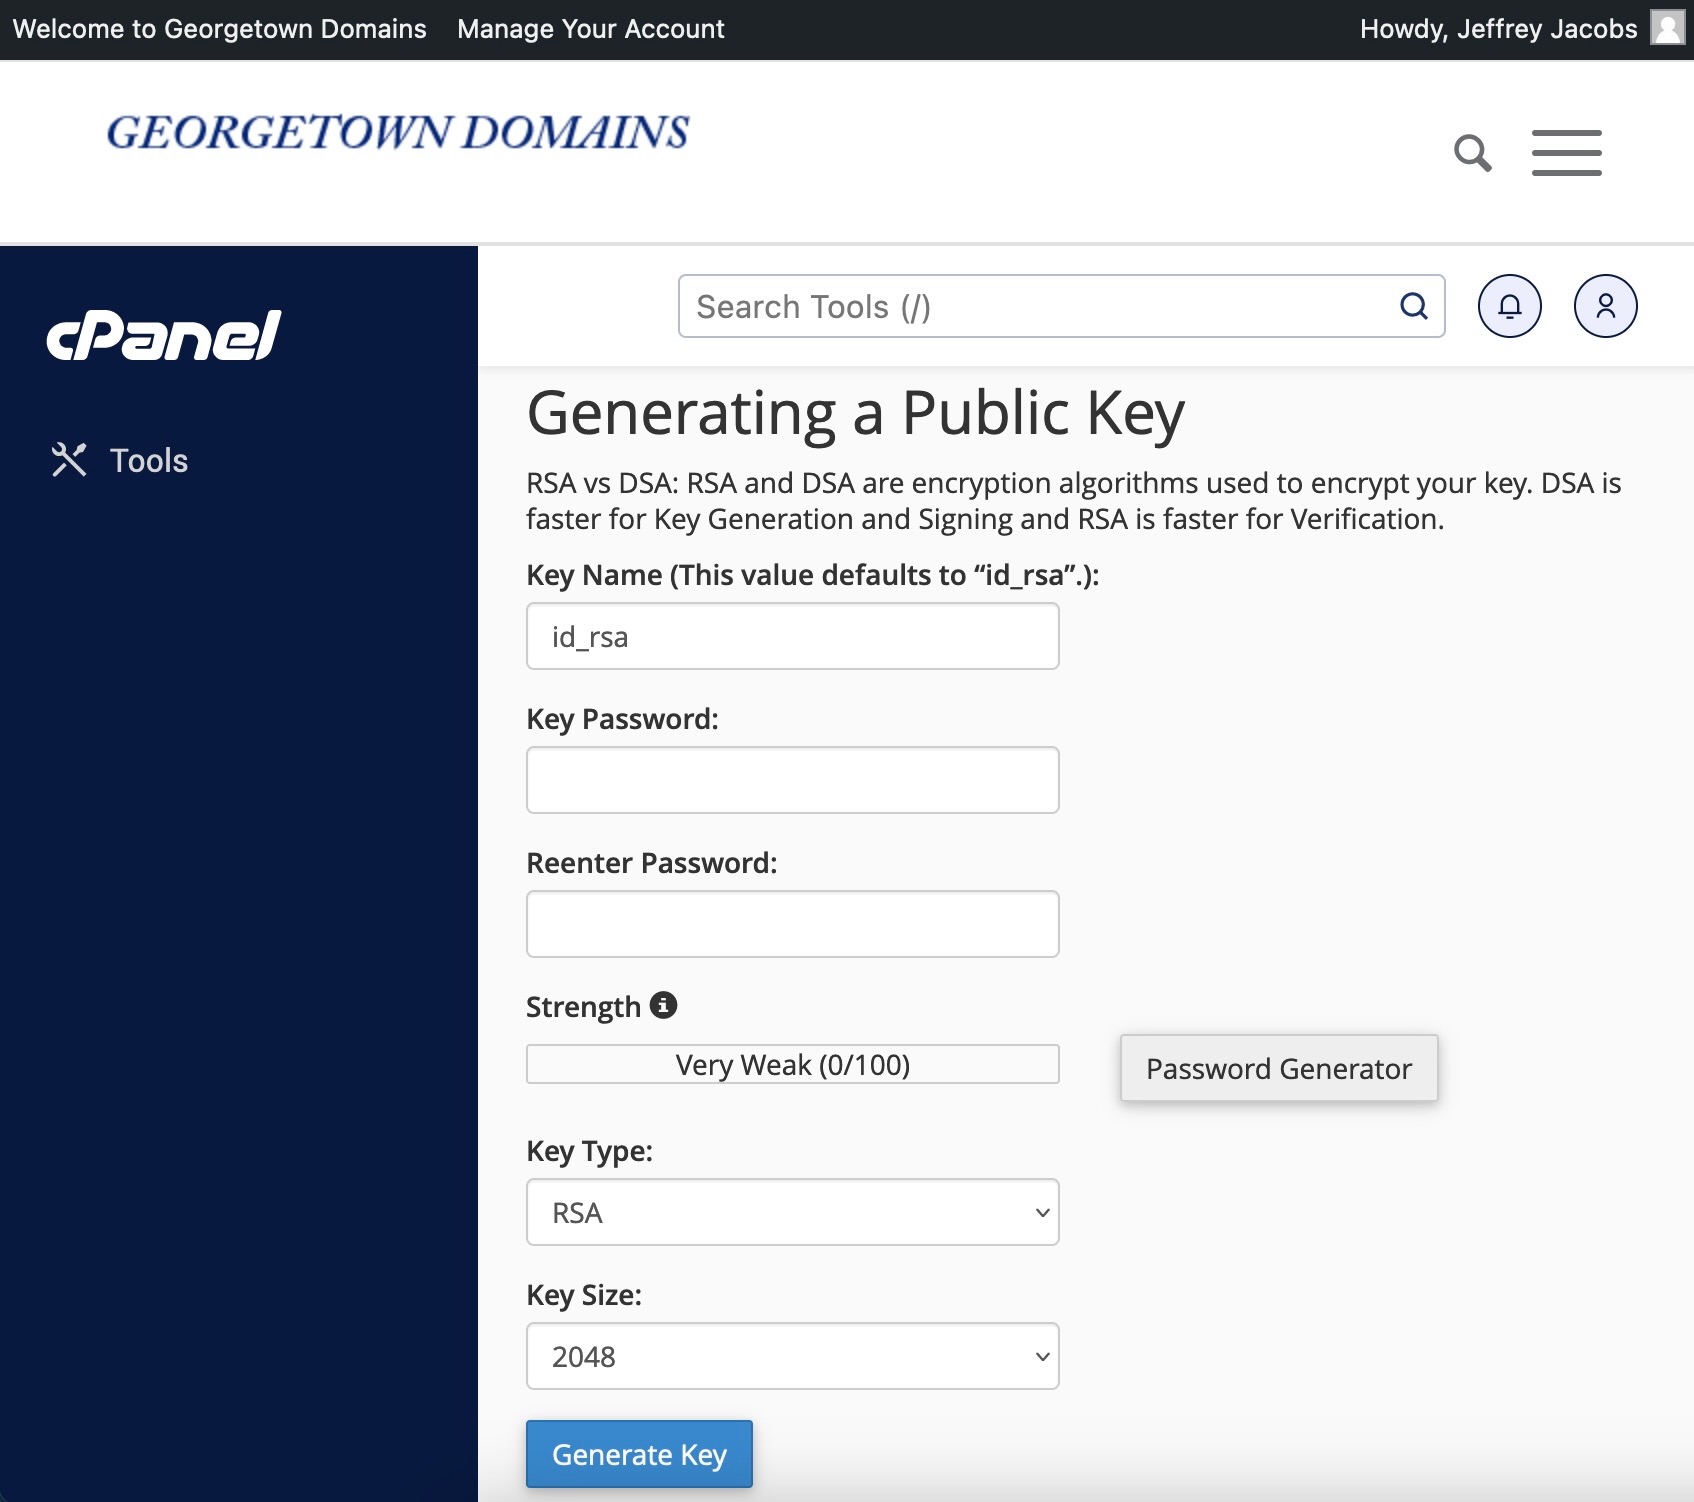 Welcome to Georgetown Domains Manage Your Account Howdy, Jeffrey Jacobs
GEORGETOWN DOMAINS
cPanel
Search Tools (/)
Tools
Generating a Public Key
RSA vs DSA: RSA and DSA are encryption algorithms used to encrypt your key. DSA is
faster for Key Generation and Signing and RSA is faster for Verification.
Key Name (This value defaults to “id_rsa”.):
id_rsa
Key Password:
Reenter Password:
Strength
Very Weak (0/100)
Password Generator
Key Type:
RSA
Key Size:
2048
Generate Key